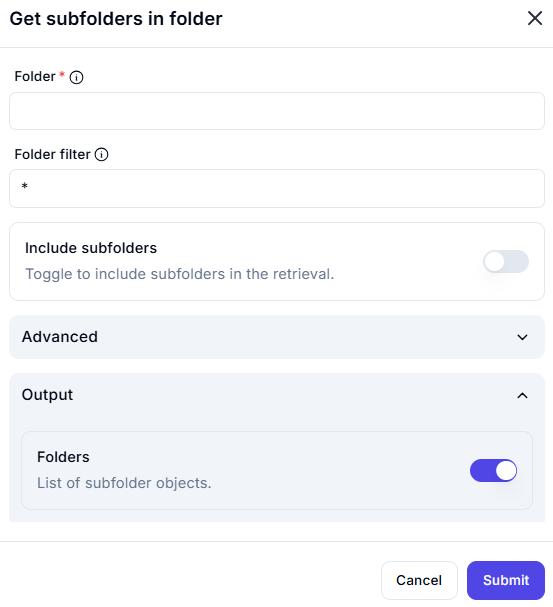 Get subfolders in folder
Folder *
Folder filter
*
Include subfolders
Toggle to include subfolders in the retrieval.
Advanced
Output
Folders
List of subfolder objects.
Cancel Submit